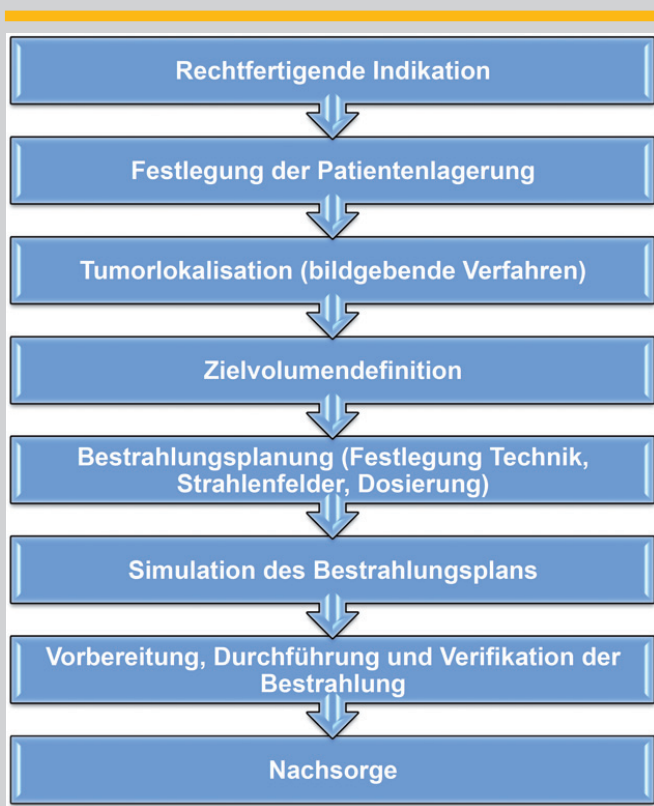 Rechtfertigende Indikation
Festlegung der Patientenlagerung
Tumorlokalisation (bildgebende Verfahren)
Zielvolumendefinition
Bestrahlungsplanung (Festlegung Technik,
Strahlenfelder, Dosierung)
Simulation des Bestrahlungsplans
Vorbereitung, Durchführung und Verifikation der
Bestrahlung
Nachsorge